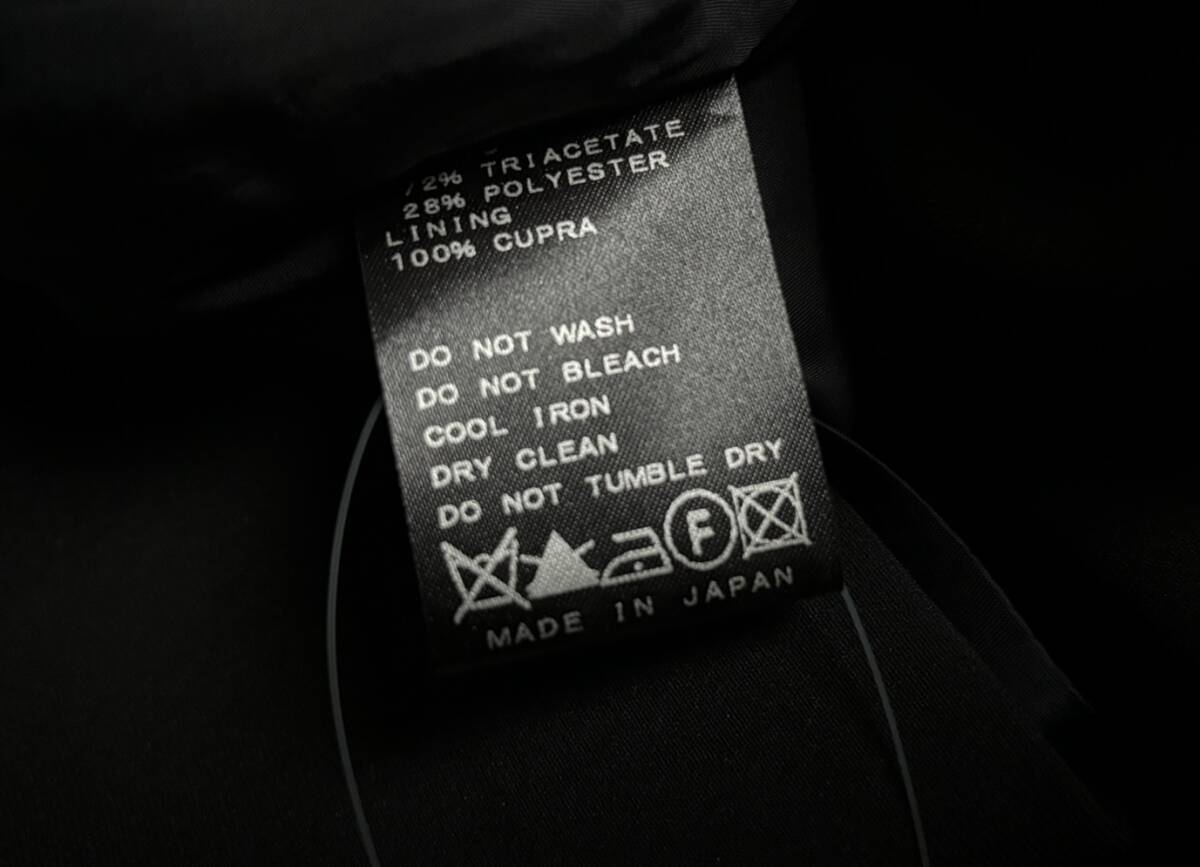 72% TRIACETATE
28% POLYESTER
LINING
100% CUPRA
DO NOT WASH
DO NOT BLEACH
COOL IRON
DRY CLEAN
DO NOT TUMBLE DRY
F
MADE IN JAPAN